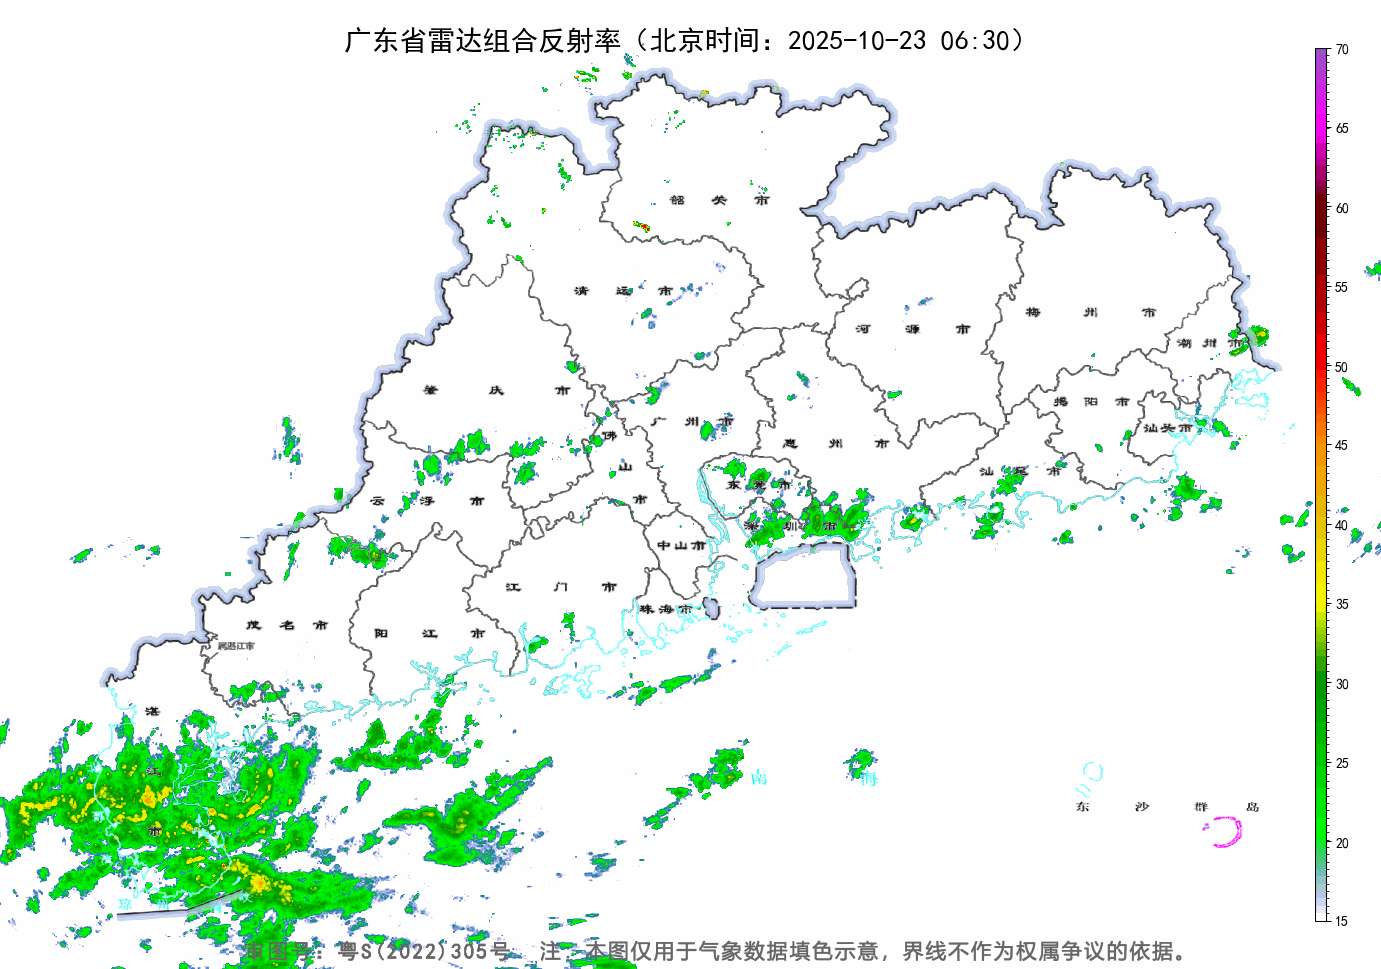 广东省雷达组合反射率（北京时间：2025-10-23 06:30）
70
65
60
55
50
45
40
35
30
25
20
15
韶关市
清远市
河源市
梅州市
潮州市
肇庆市
广州市
佛山市
惠州市
揭阳市
汕头市
汕尾市
云浮市
东莞市
深圳市
中山市
江门市
珠海市
茂名市
阳江市
属湛江市
湛江市
南海
东沙群岛
琼州海峡
审图号：粤S(2022)305号 注：本图仅用于气象数据填色示意，界线不作为权属争议的依据。